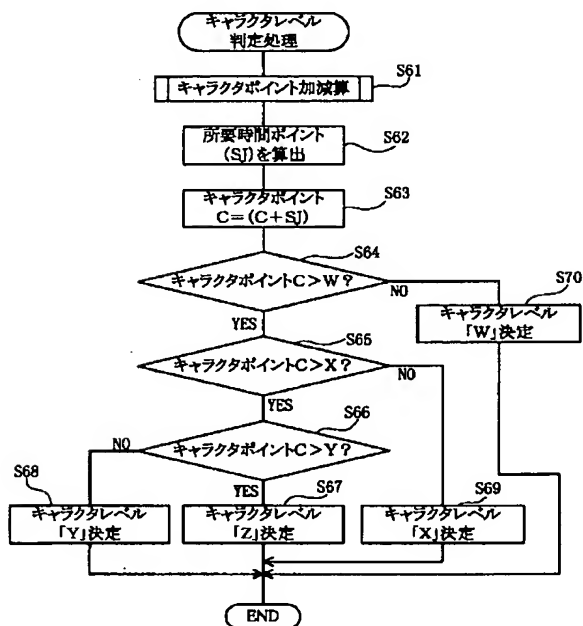 キャラクタレベル
判定処理
S61
キャラクタポイント加減算
所要時間ポイント
(SJ)を算出
S62
キャラクタポイント
C=(C+SJ)
S63
S64
キャラクタポイントC>W?
NO
YES
S70
キャラクタレベル
「W」決定
S65
キャラクタポイントC>X?
NO
YES
S66
キャラクタポイントC>Y?
NO
YES
S68
キャラクタレベル
「Y」決定
S67
キャラクタレベル
「Z」決定
S69
キャラクタレベル
「X」決定
END